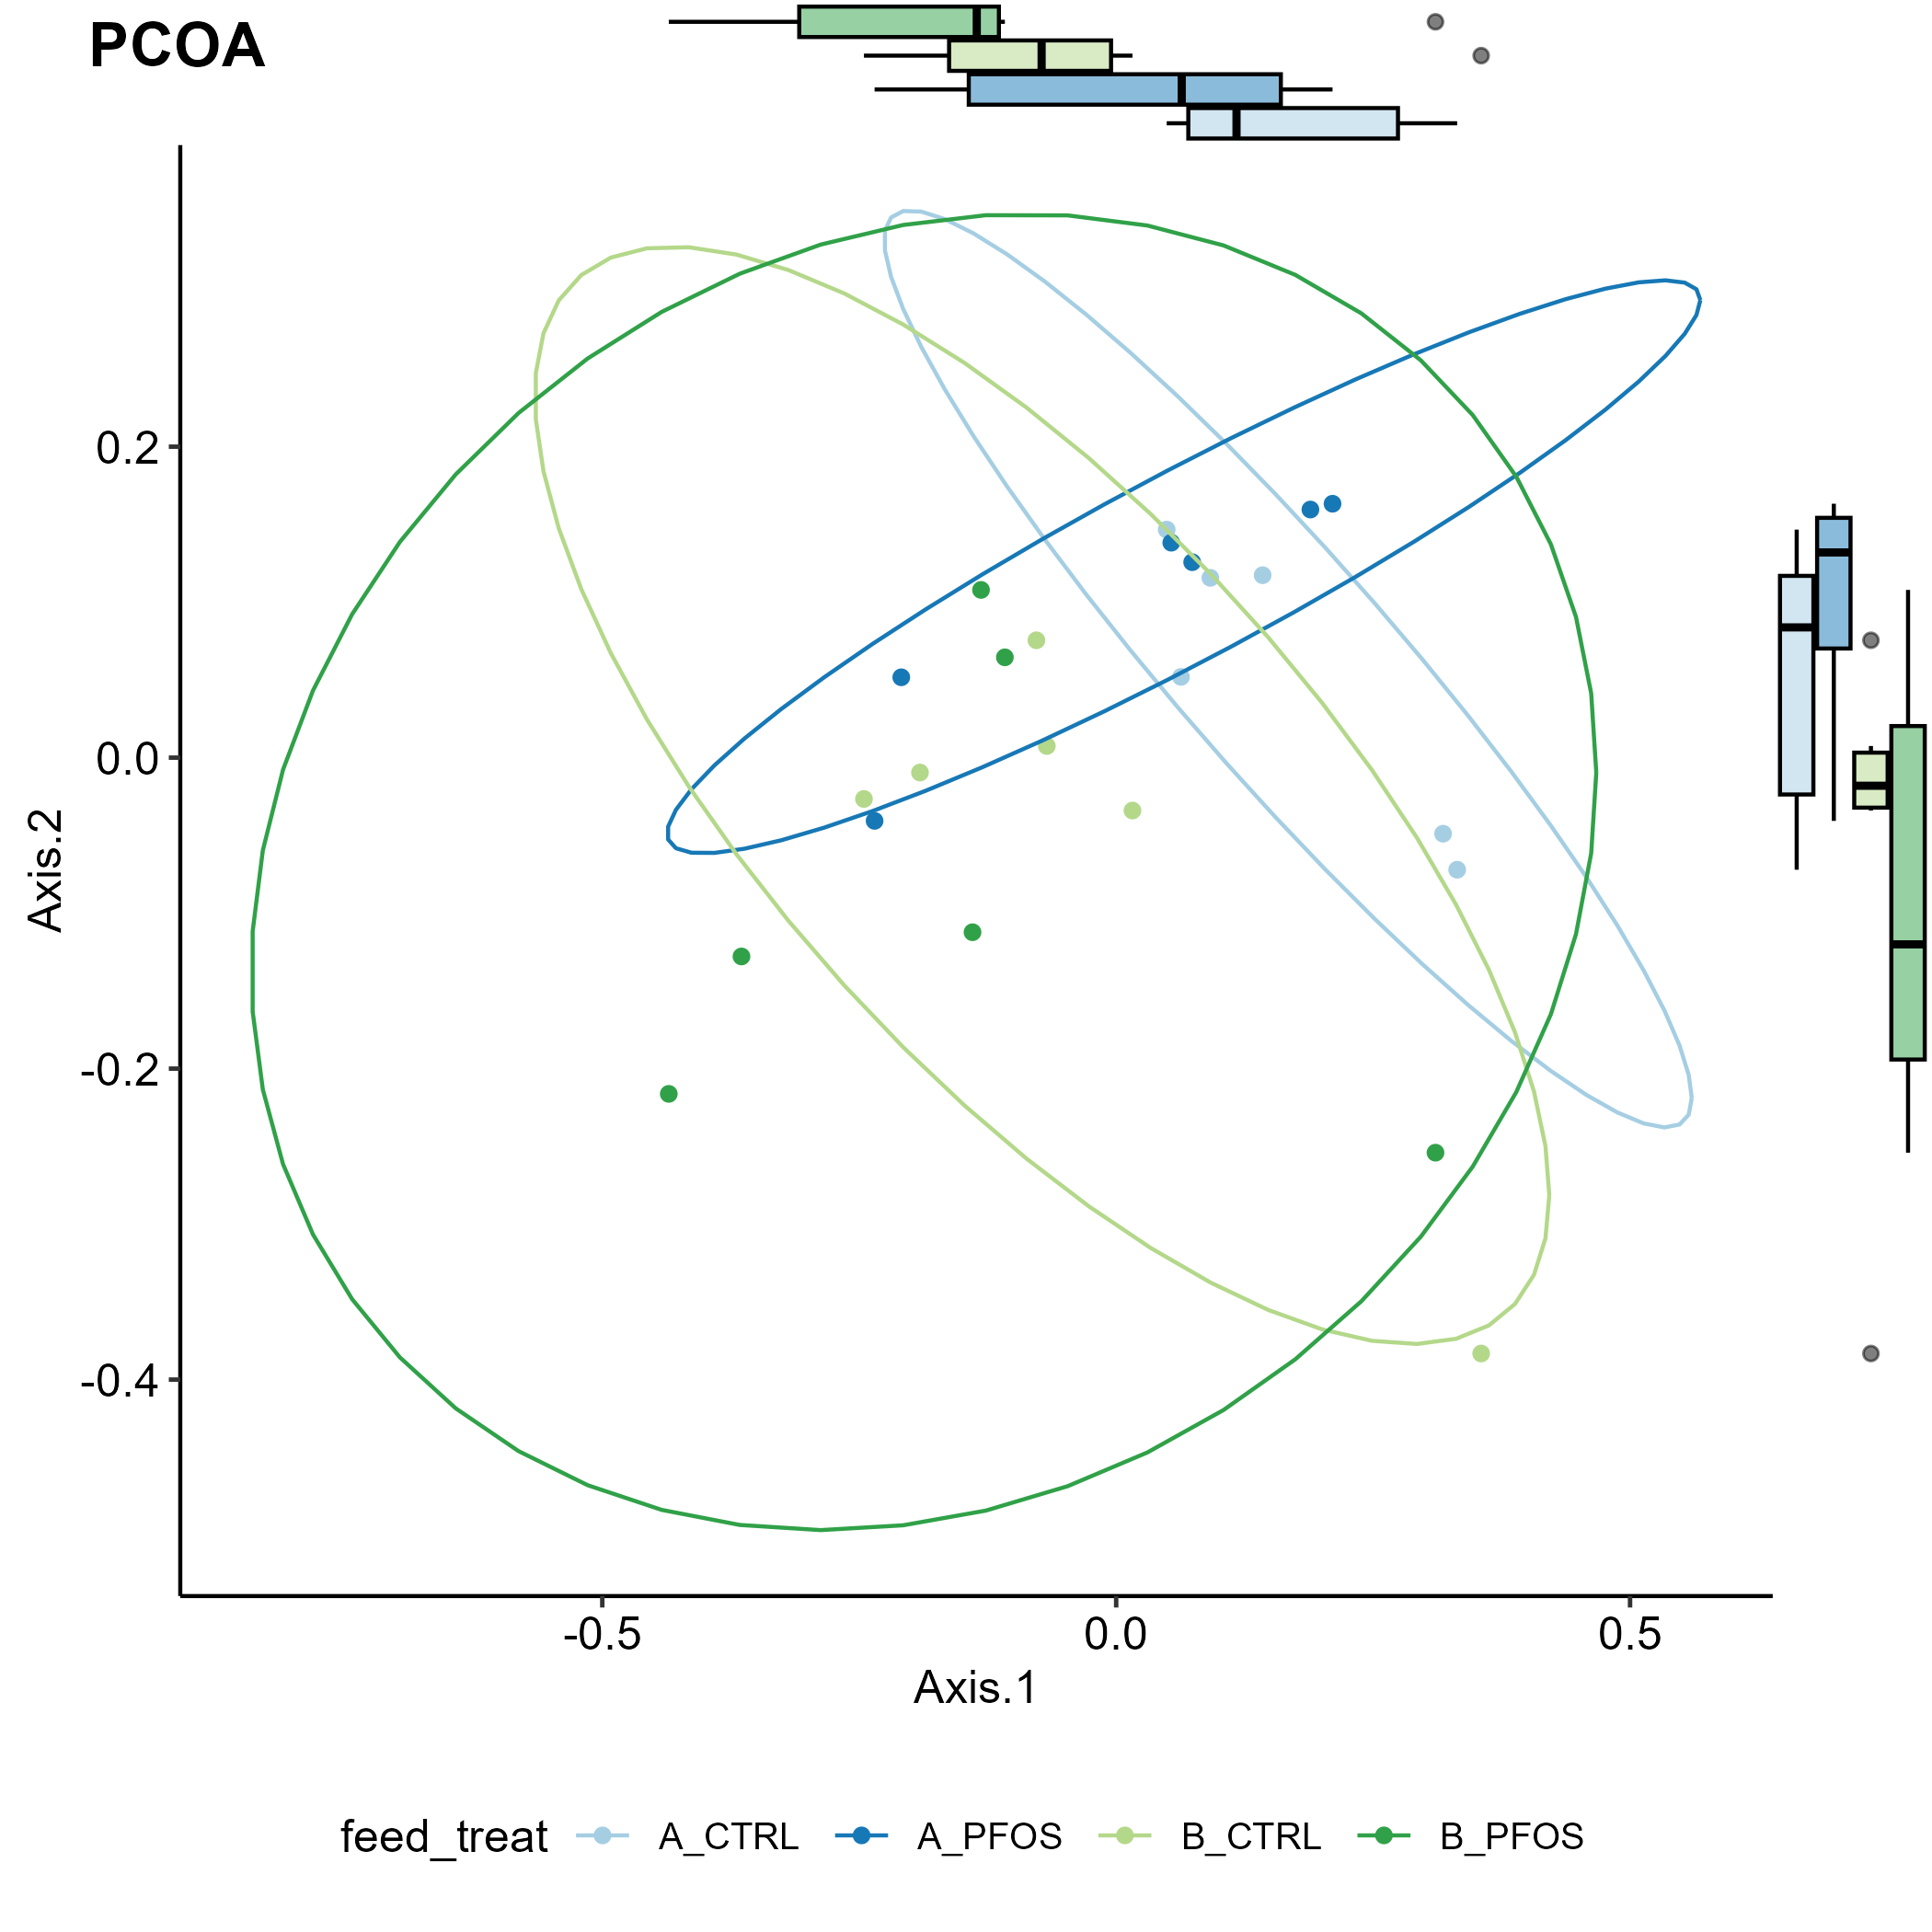 PCOA
0.2
0.0
-0.2
-0.4
Axis.2
-0.5 0.0 0.5
Axis.1
feed_treat A_CTRL A_PFOS B_CTRL B_PFOS